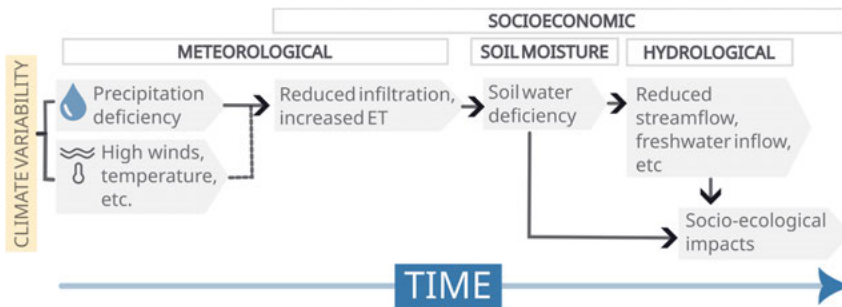 SOCIOECONOMIC
METEOROLOGICAL
SOIL MOISTURE
HYDROLOGICAL
CLIMATE VARIABILITY
Precipitation
deficiency
High winds,
temperature,
etc.
Reduced infiltration,
increased ET
Soil water
deficiency
Reduced
streamflow,
freshwater inflow,
etc
Socio-ecological
impacts
TIME